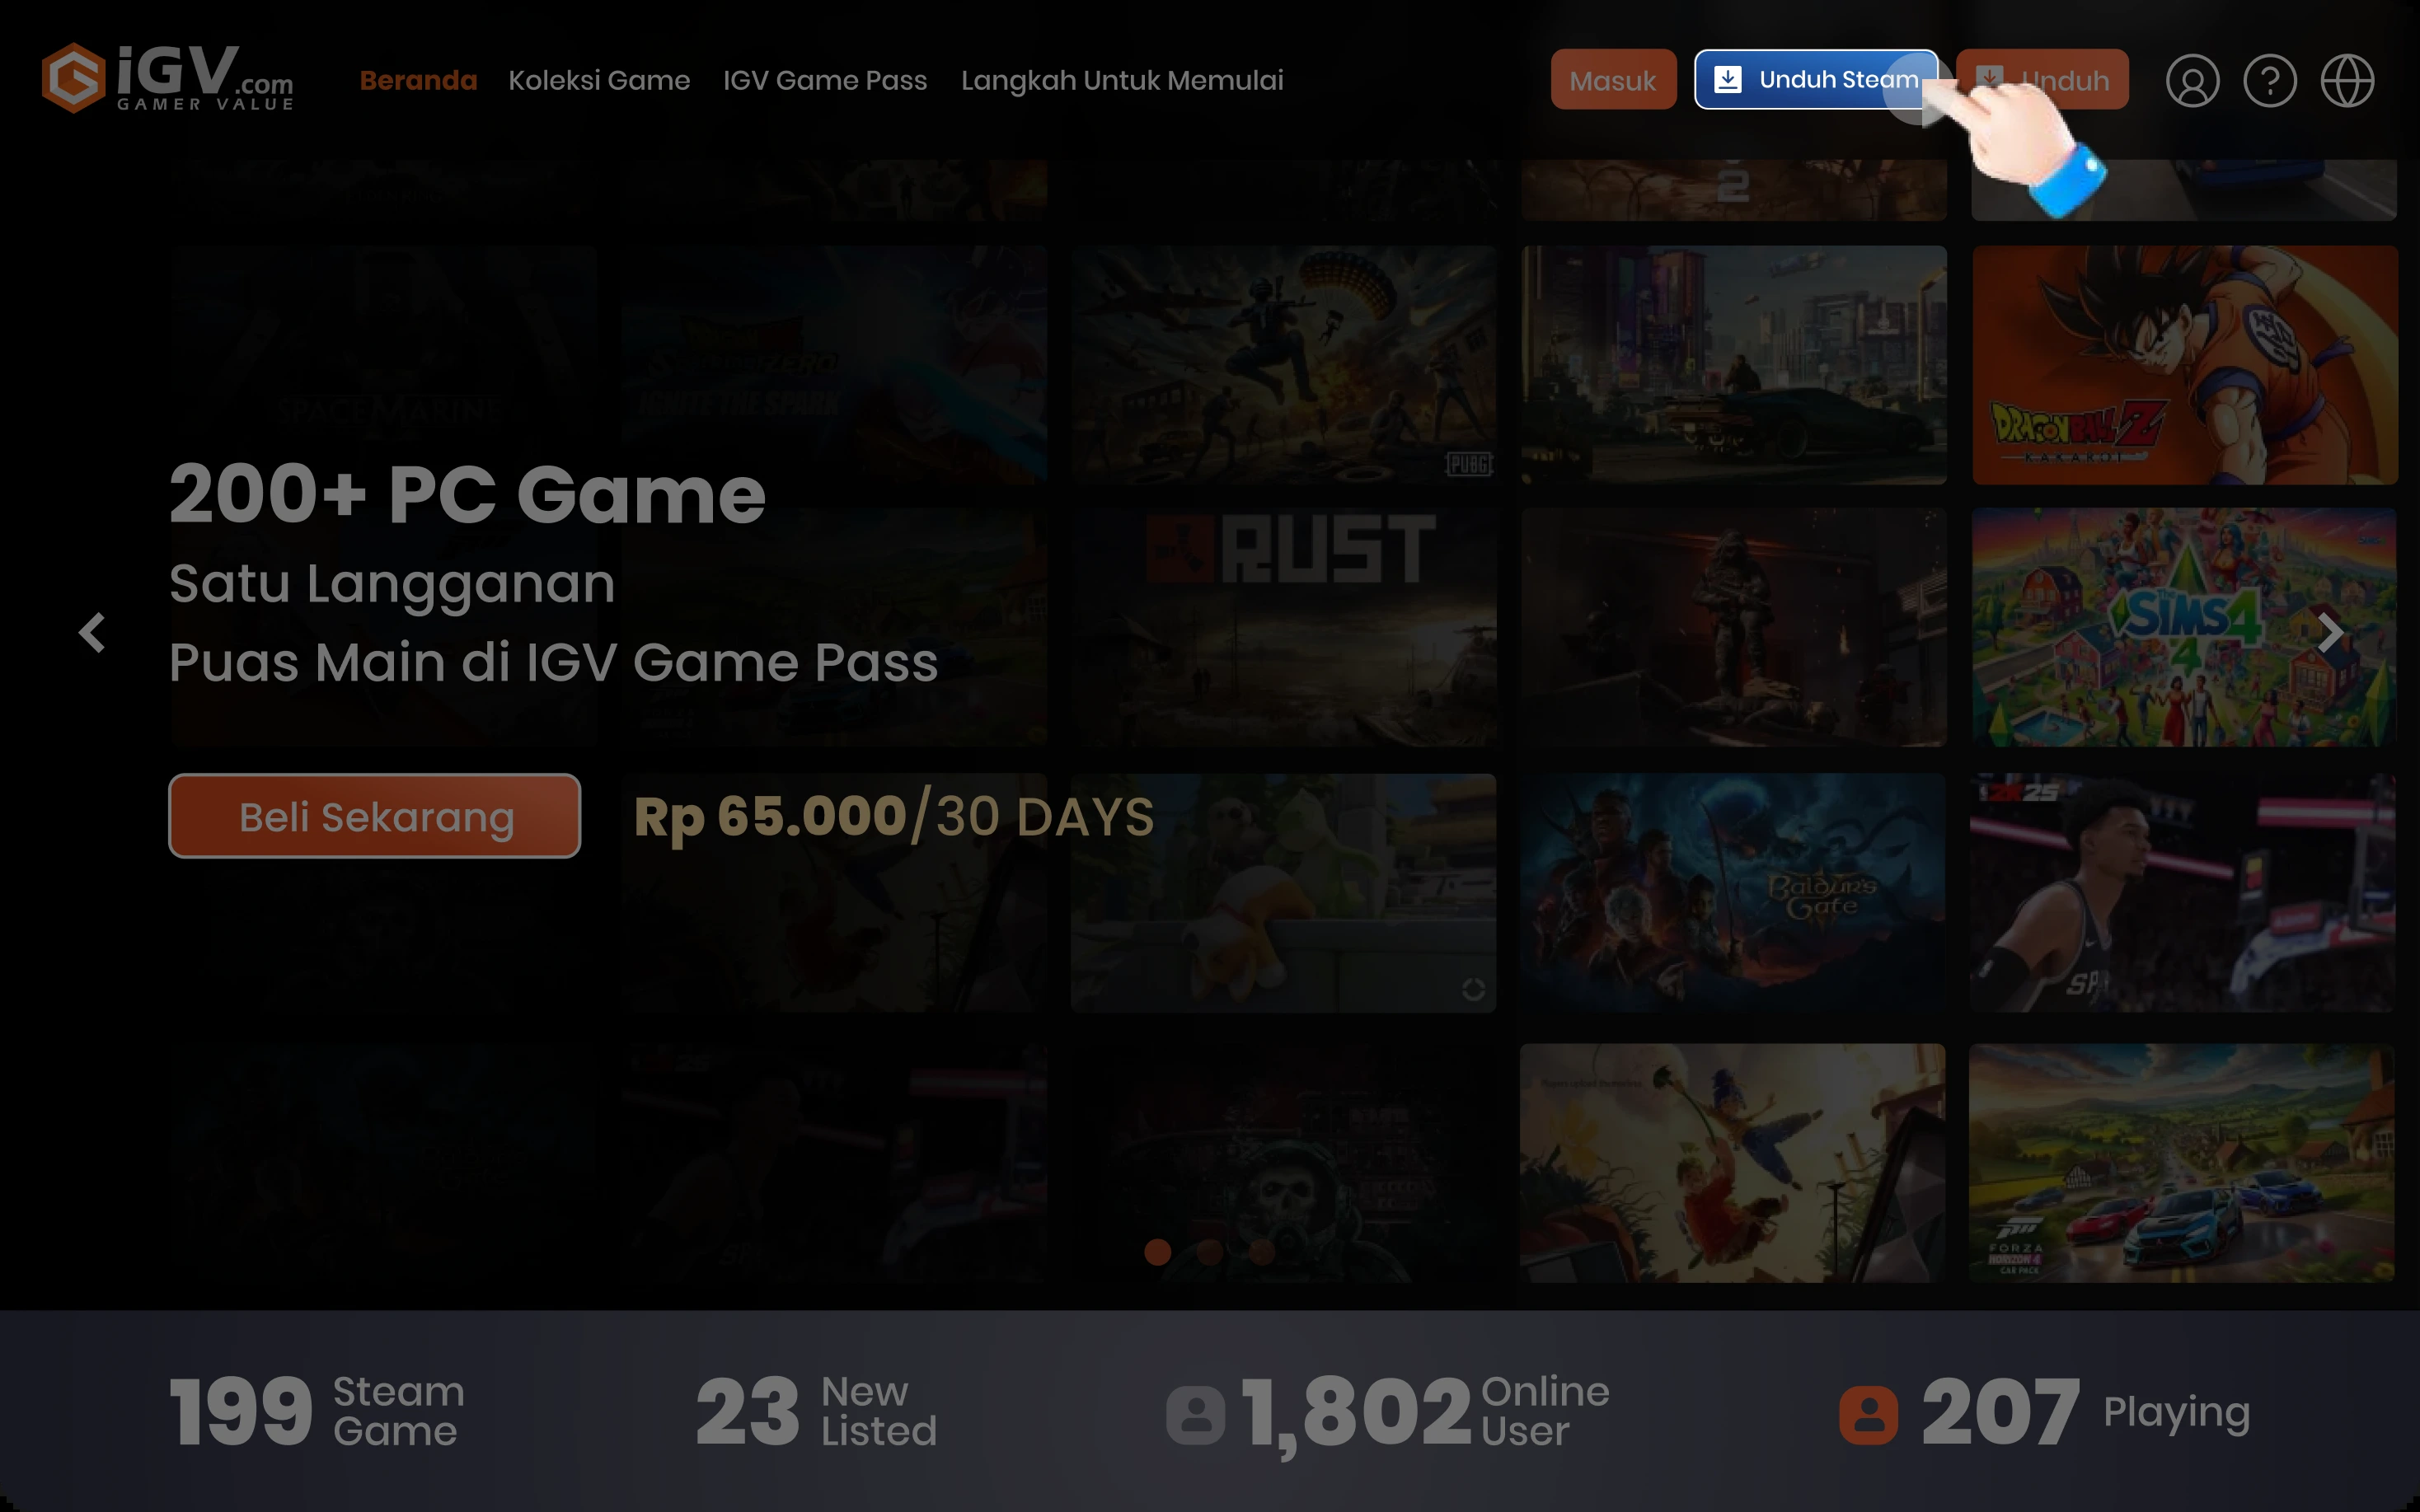 iGV.com
GAMER VALUE
Beranda
Koleksi Game
IGV Game Pass
Langkah Untuk Memulai
Masuk
Unduh Steam
Unduh
2
SPACE MARINE
SPARKING! ZERO
IGNITE THE SPARK
PUBG
DRAGON BALL Z
KAKAROT
200+ PC Game
Satu Langganan
Puas Main di IGV Game Pass
RUST
THE SIMS 4
4
Beli Sekarang
Rp 65.000/30 DAYS
Baldur's
Gate
2K25
FORZA
HORIZON 4
CAR PACK
199 Steam
Game
23 New
Listed
1,802 Online
User
207 Playing